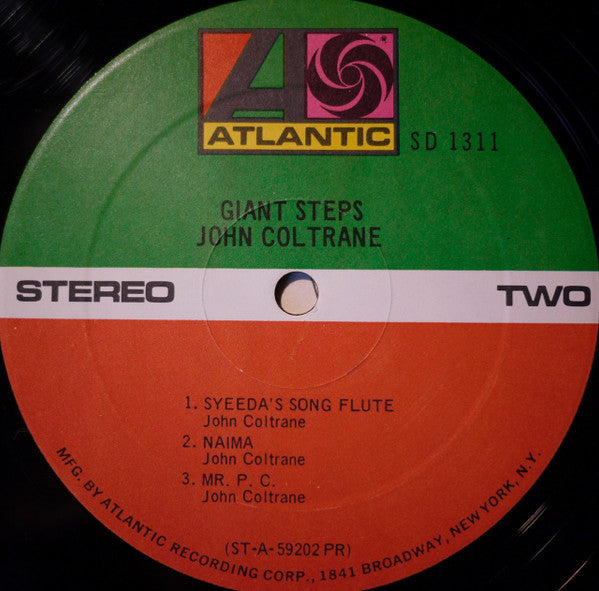 ATLANTIC
SD 1311
GIANT STEPS
JOHN COLTRANE
STEREO
TWO
1. SYEEDA'S SONG FLUTE
John Coltrane
2. NAIMA
John Coltrane
3. MR. P. C.
John Coltrane
(ST-A-59202 PR)
MFG. BY ATLANTIC RECORDING CORP., 1841 BROADWAY, NEW YORK, N.Y.